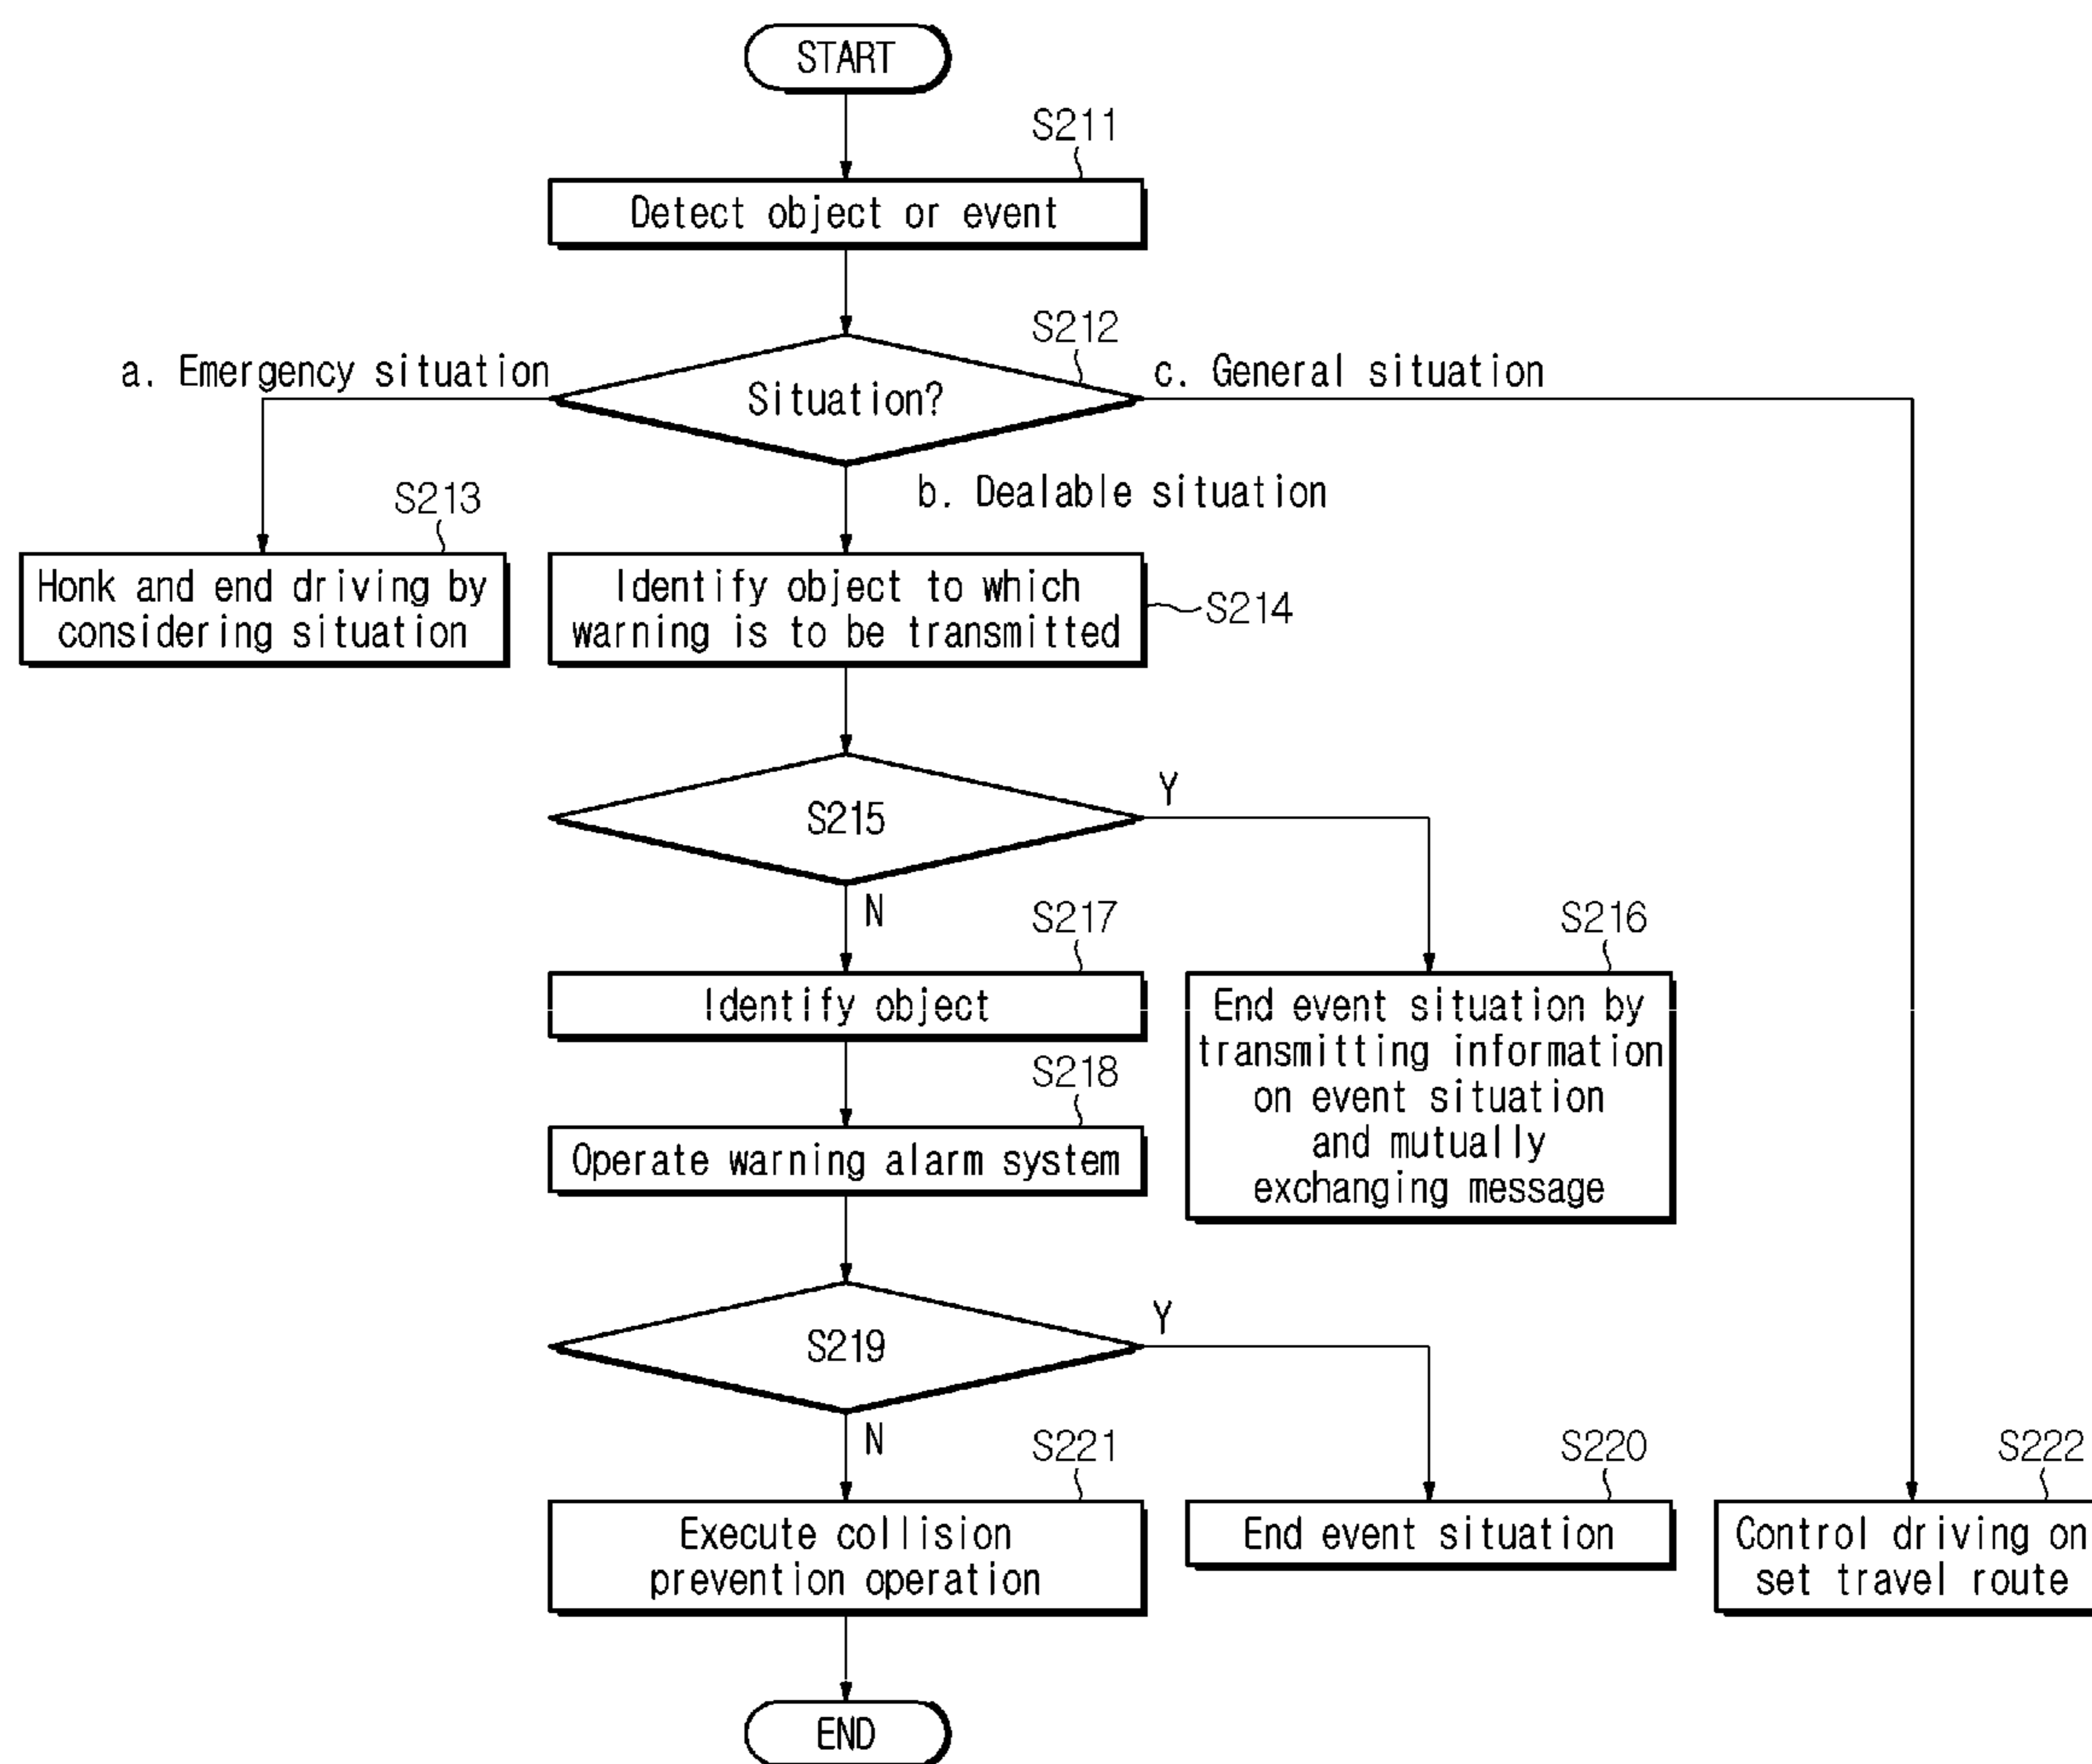 START
S211
Detect object or event
S212
a. Emergency situation
Situation?
c. General situation
b. Dealable situation
S213
Honk and end driving by
considering situation
Identify object to which
warning is to be transmitted
S214
S215
Y
N
S217
Identify object
S216
End event situation by
transmitting information
on event situation
and mutually
exchanging message
S218
Operate warning alarm system
S219
Y
N
S221
Execute collision
prevention operation
S220
End event situation
S222
Control driving on
set travel route
END